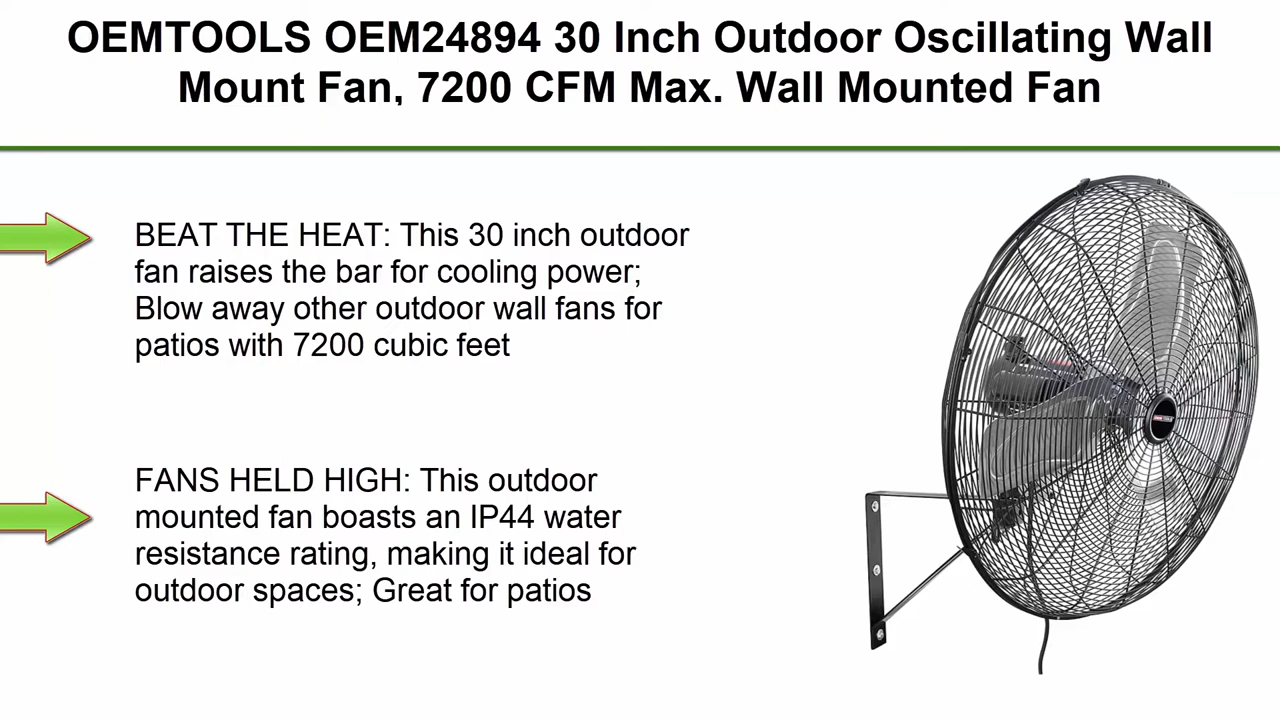 OEMTOOLS OEM24894 30 Inch Outdoor Oscillating Wall
Mount Fan, 7200 CFM Max. Wall Mounted Fan
BEAT THE HEAT: This 30 inch outdoor
fan raises the bar for cooling power;
Blow away other outdoor wall fans for
patios with 7200 cubic feet
FANS HELD HIGH: This outdoor
mounted fan boasts an IP44 water
resistance rating, making it ideal for
outdoor spaces; Great for patios